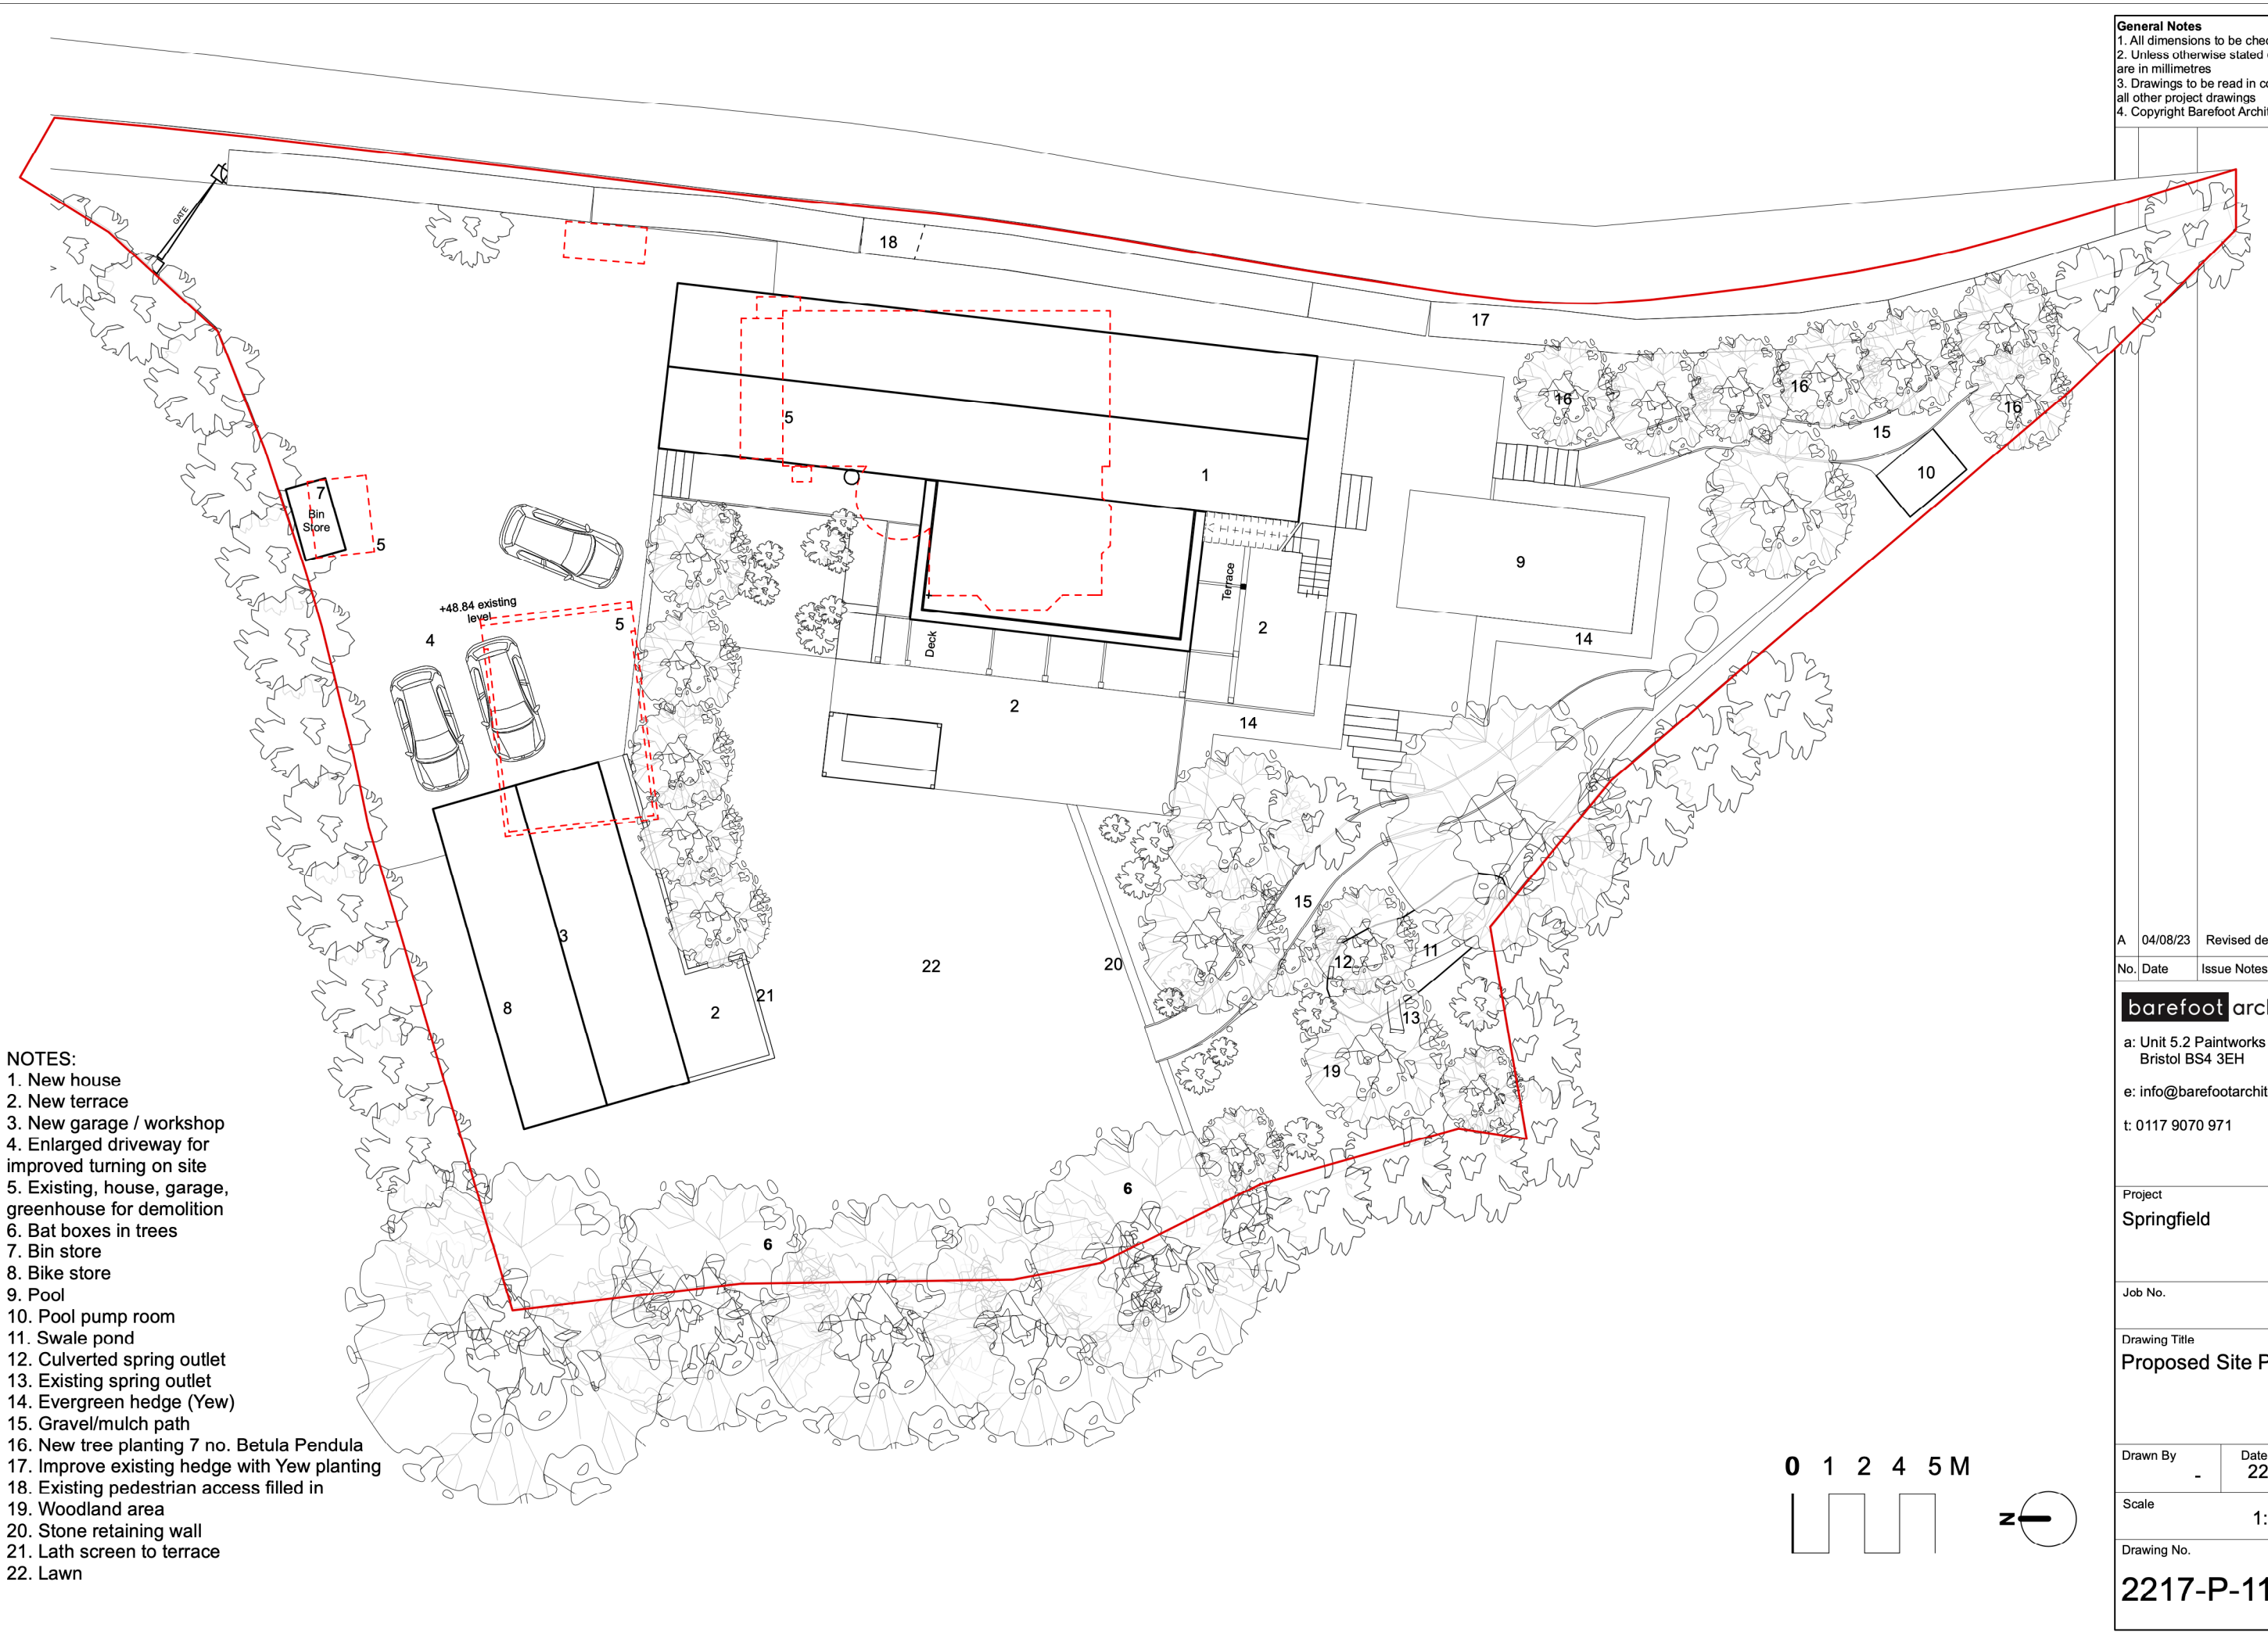 General Notes
1. All dimensions to be
2. Unless otherwise stated
are in millimetres
3. Drawings to be read in
all other project drawings
4. Copyright Barefoot
GATE
18
17
5
1
16
16
16
15
10
7
Bin
Store
5
9
+48.84 existing
level
4
5
Terrace
2
Deck
14
2
14
15
11
12
3
22
20
21
8
2
13
19
6
6
NOTES:
1. New house
2. New terrace
3. New garage / workshop
4. Enlarged driveway for
improved turning on site
5. Existing, house, garage,
greenhouse for demolition
6. Bat boxes in trees
7. Bin store
8. Bike store
9. Pool
10. Pool pump room
11. Swale pond
12. Culverted spring outlet
13. Existing spring outlet
14. Evergreen hedge (Yew)
15. Gravel/mulch path
16. New tree planting 7 no. Betula Pendula
17. Improve existing hedge with Yew planting
18. Existing pedestrian access filled in
19. Woodland area
20. Stone retaining wall
21. Lath screen to terrace
22. Lawn
0 1 2 4 5 M
N
A 04/08/23 Revised de
No. Date Issue Notes
barefoot arc
a: Unit 5.2 Paintworks
Bristol BS4 3EH
e: info@barefootarchit
t: 0117 9070 971
Project
Springfield
Job No.
Drawing Title
Proposed Site P
Drawn By Date
- 22
Scale
1:
Drawing No.
2217-P-11